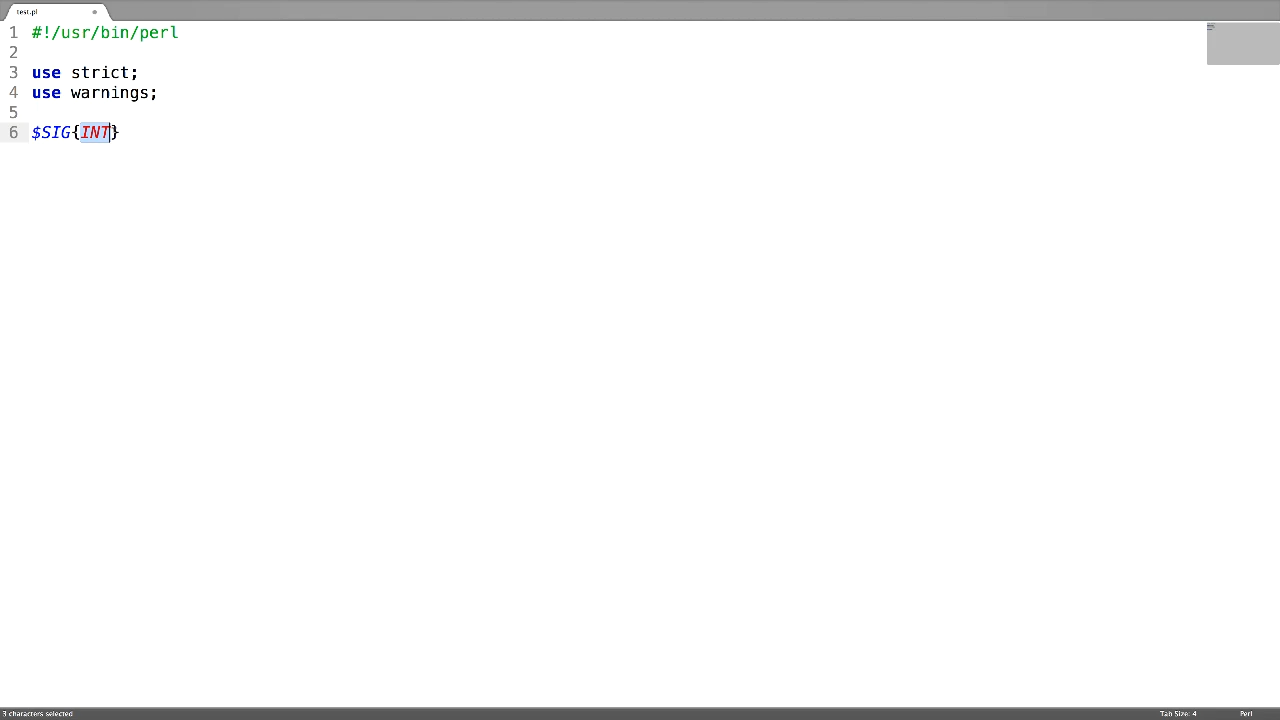 test.pl
1 #!/usr/bin/perl
2
3 use strict;
4 use warnings;
5
6 $SIG{INT}
3 characters selected
Tab Size: 4
Perl